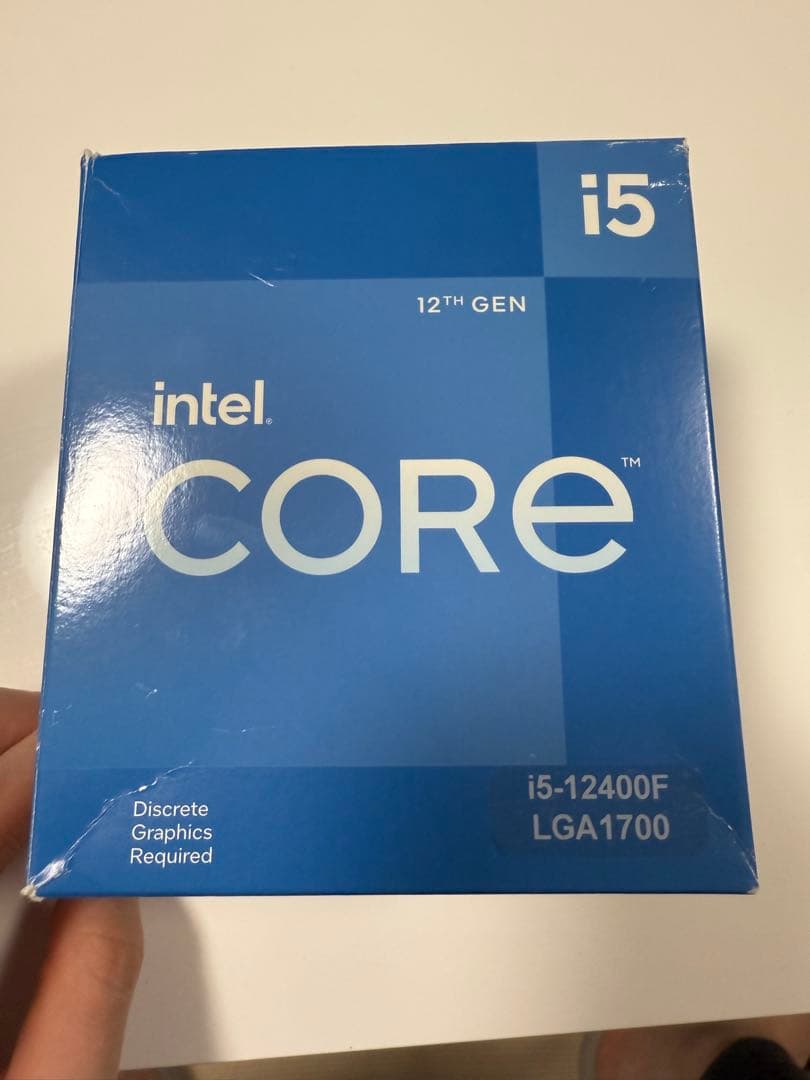 i5
12TH GEN
intel®
CORE™
Discrete
Graphics
Required
i5-12400F
LGA1700